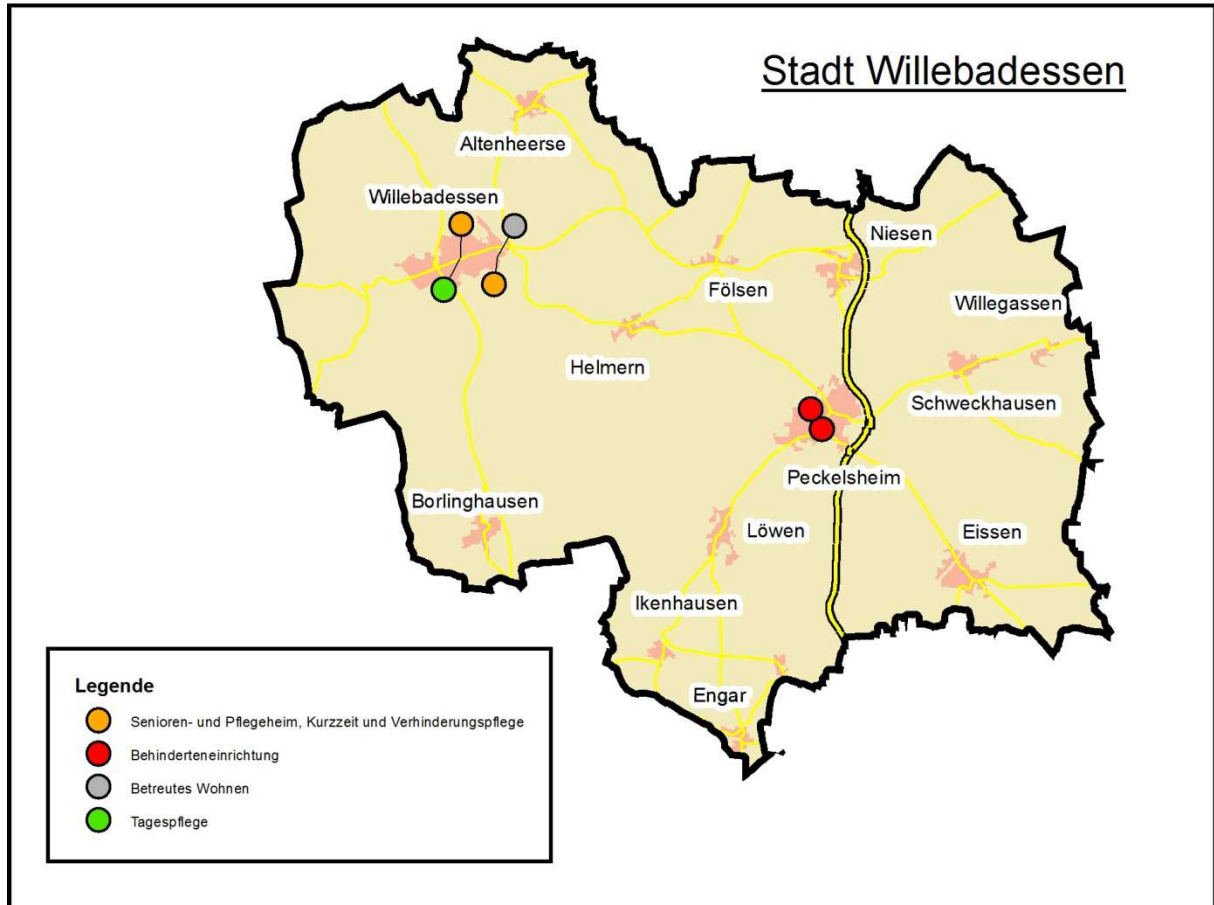 Stadt Willebadessen
Altenheerse
Willebadessen
Niesen
Fölsen
Willegassen
Helmern
Schweckhausen
Peckelsheim
Borlinghausen
Löwen
Eissen
Ikenhausen
Engar
Legende
Senioren- und Pflegeheim, Kurzzeit und Verhinderungspflege
Behinderteneinrichtung
Betreutes Wohnen
Tagespflege